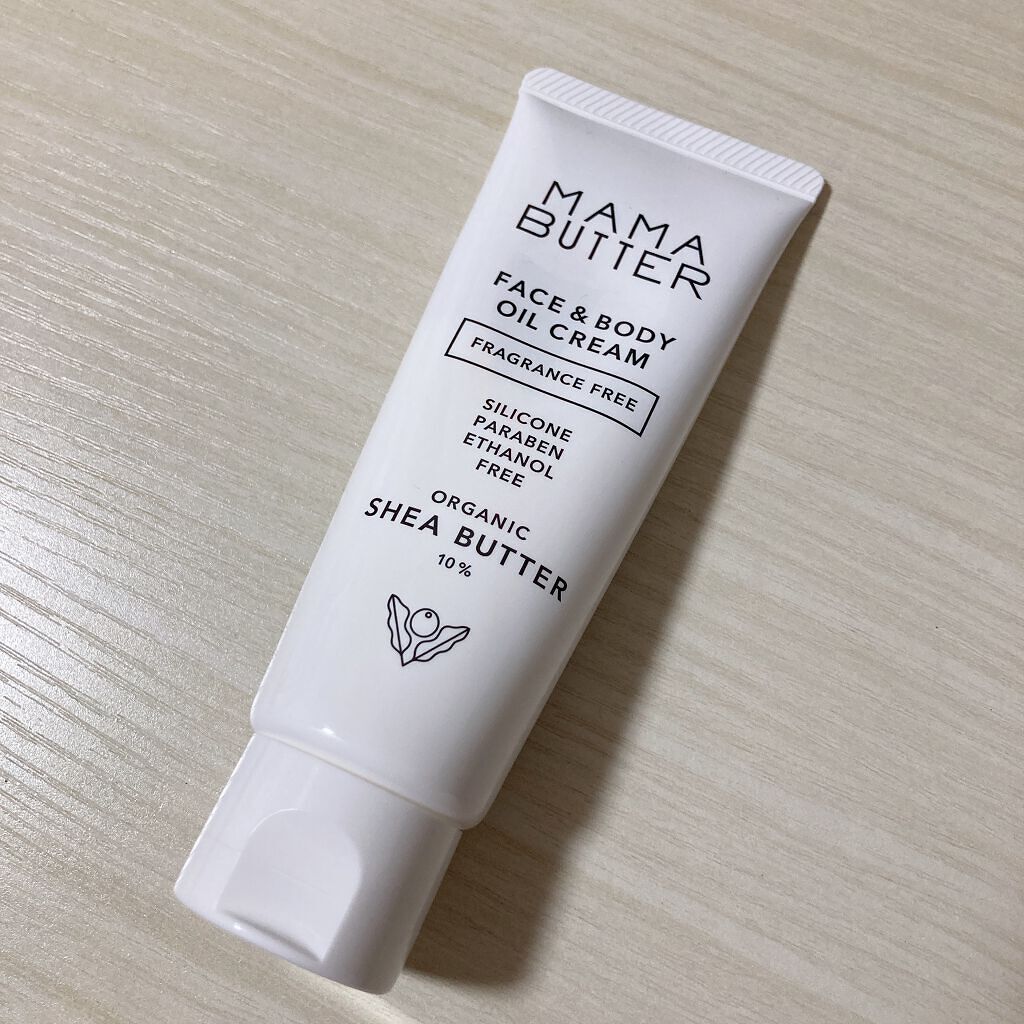 MAMA
BUTTER
FACE & BODY
OIL CREAM
FRAGRANCE FREE
SILICONE
PARABEN
ETHANOL
FREE
ORGANIC
SHEA BUTTER
10%